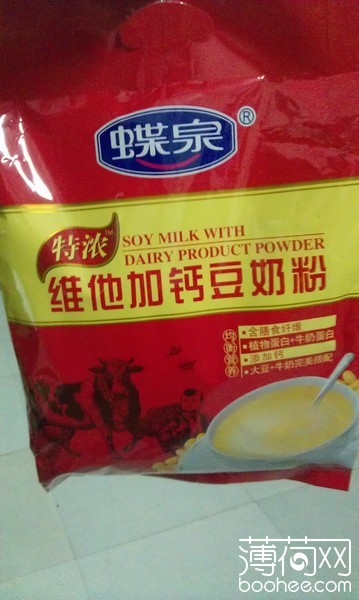 蝶泉®
特浓™
SOY MILK WITH
DAIRY PRODUCT POWDER
维他加钙豆奶粉
均衡营养
含膳食纤维
植物蛋白+牛奶蛋白
添加钙
大豆+牛奶完美搭配
薄荷网
boohee.com